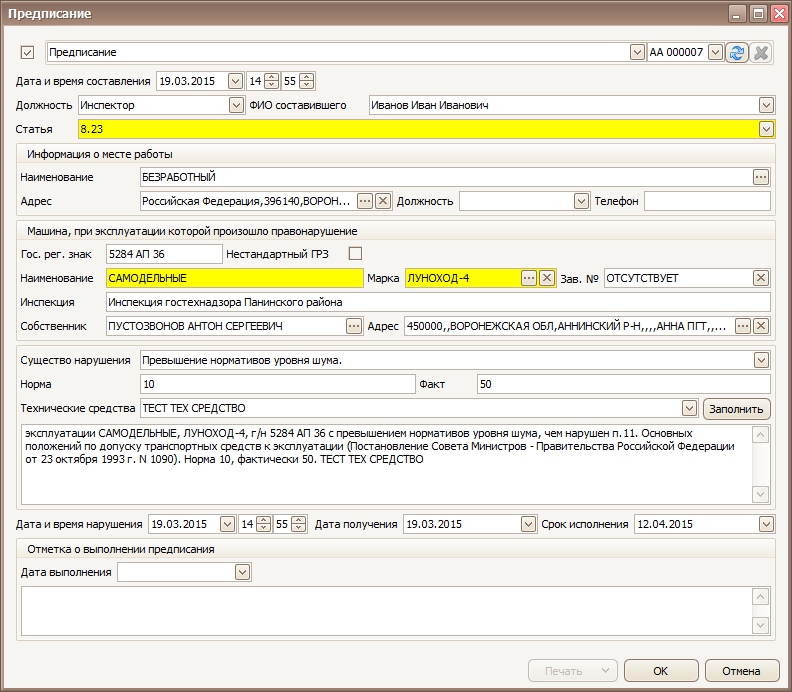 Предписание
Предписание АА 000007
Дата и время составления 19.03.2015 14 55
Должность Инспектор ФИО составившего Иванов Иван Иванович
Статья 8.23
Информация о месте работы
Наименование БЕЗРАБОТНЫЙ ...
Адрес Российская Федерация,396140,ВОРОН... ... Должность Телефон
Машина, при эксплуатации которой произошло правонарушение
Гос. рег. знак 5284 АП 36 Нестандартный ГРЗ
Наименование САМОДЕЛЬНЫЕ Марка ЛУНОХОД-4 ... Зав. № ОТСУТСТВУЕТ
Инспекция Инспекция гостехнадзора Панинского района
Собственник ПУСТОЗВОНОВ АНТОН СЕРГЕЕВИЧ ... Адрес 450000,,ВОРОНЕЖСКАЯ ОБЛ,АННИНСКИЙ Р-Н,,,,АННА ПГТ,,... ...
Существо нарушения Превышение нормативов уровня шума.
Норма 10 Факт 50
Технические средства ТЕСТ ТЕХ СРЕДСТВО Заполнить
эксплуатации САМОДЕЛЬНЫЕ, ЛУНОХОД-4, г/н 5284 АП 36 с превышением нормативов уровня шума, чем нарушен п.11. Основных
положений по допуску транспортных средств к эксплуатации (Постановление Совета Министров - Правительства Российской Федерации
от 23 октября 1993 г. N 1090). Норма 10, фактически 50. ТЕСТ ТЕХ СРЕДСТВО
Дата и время нарушения 19.03.2015 14 55 Дата получения 19.03.2015 Срок исполнения 12.04.2015
Отметка о выполнении предписания
Дата выполнения
Печать ОК Отмена